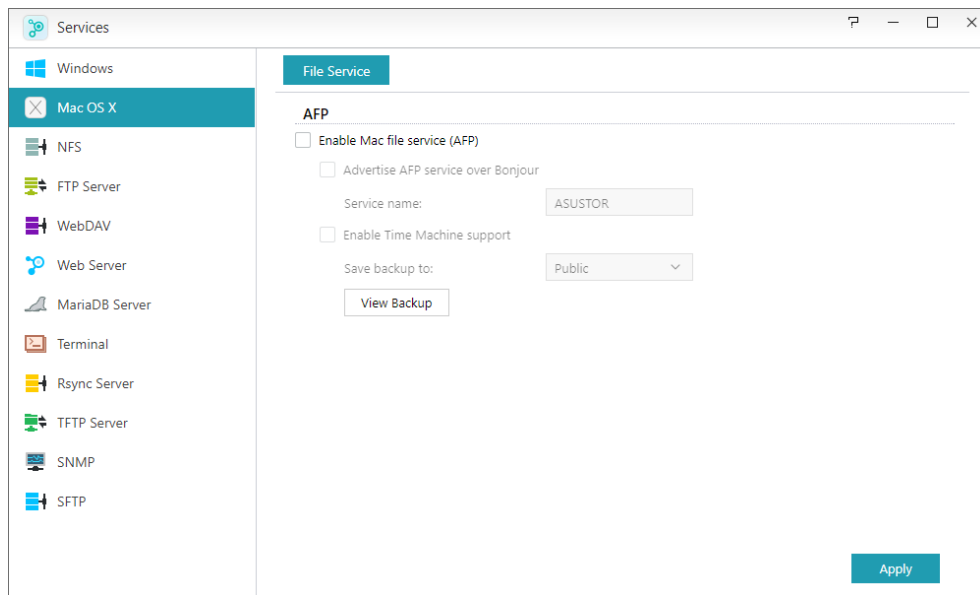 Services
Windows
Mac OS X
NFS
FTP Server
WebDAV
Web Server
MariaDB Server
Terminal
Rsync Server
TFTP Server
SNMP
SFTP
File Service
AFP
Enable Mac file service (AFP)
Advertise AFP service over Bonjour
Service name: ASUSTOR
Enable Time Machine support
Save backup to: Public
View Backup
Apply